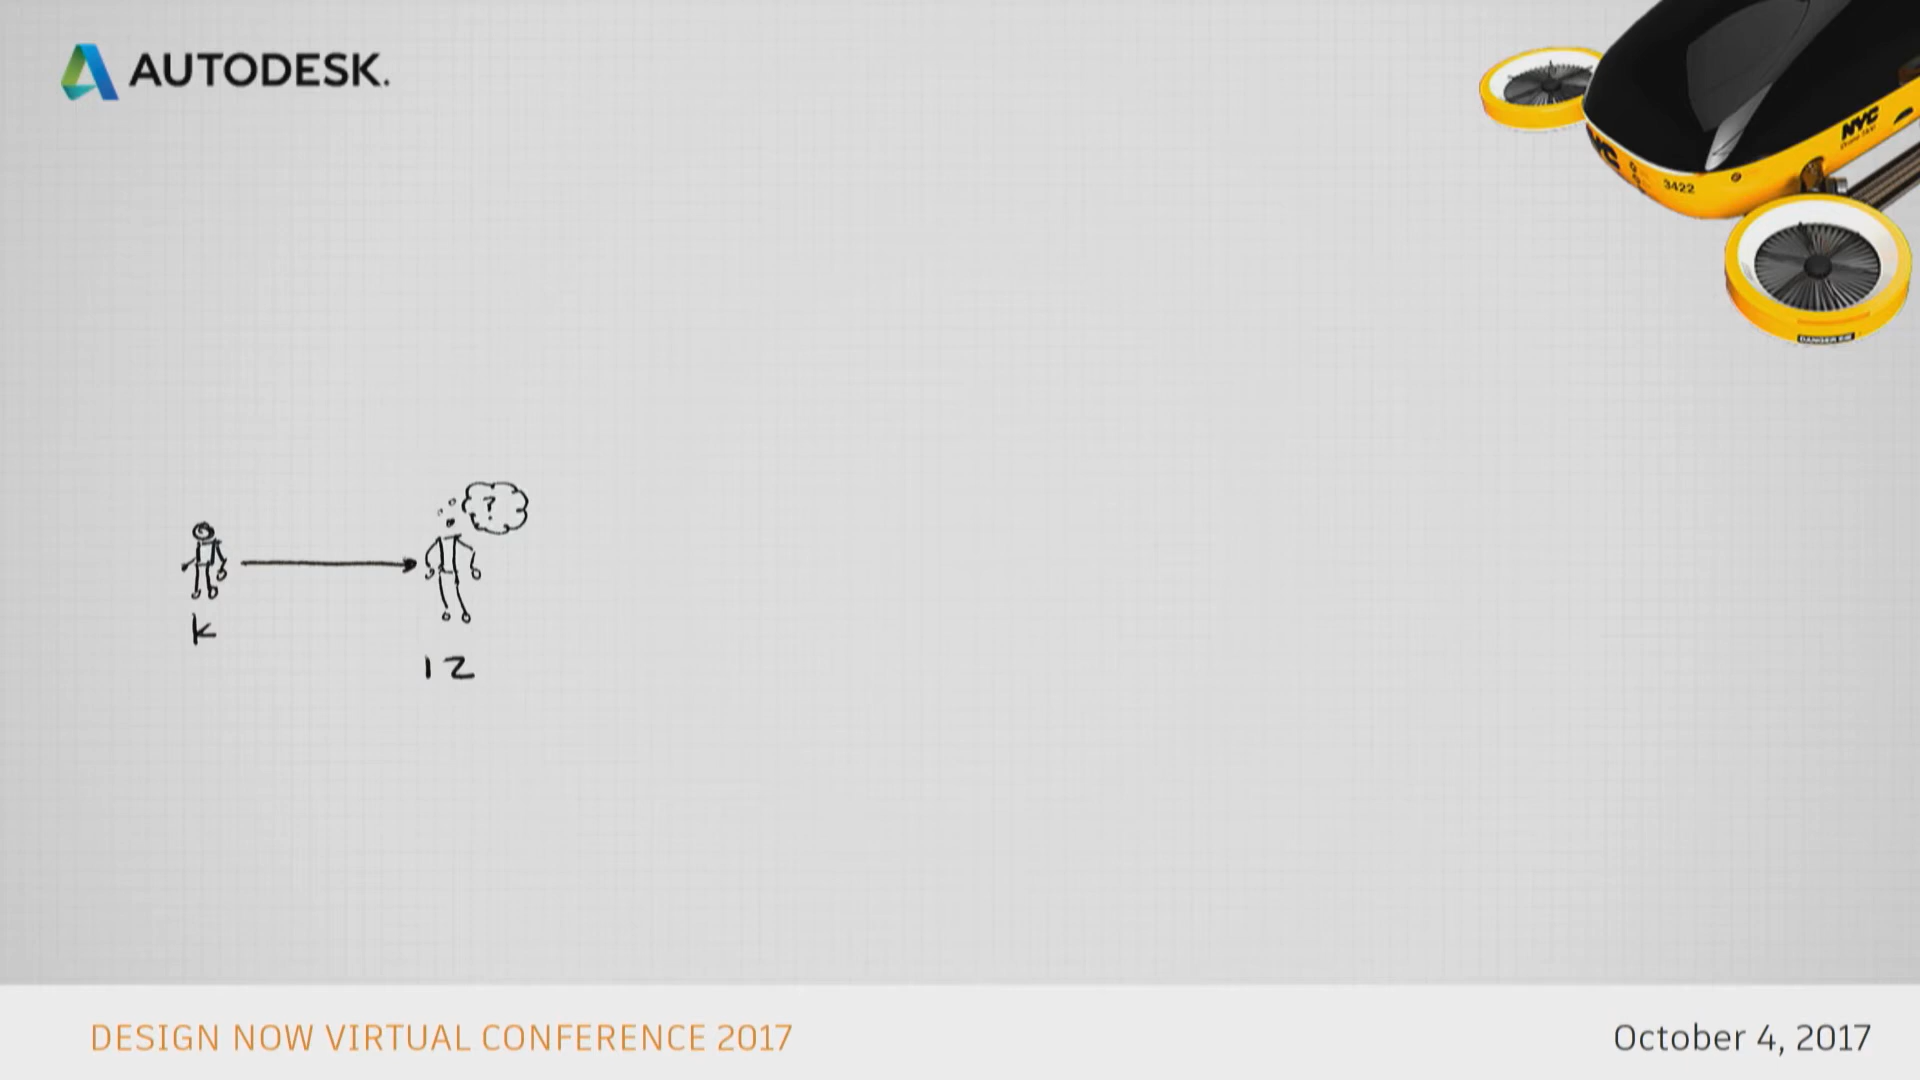 AUTODESK.
NYC
3422
?
K
12
DESIGN NOW VIRTUAL CONFERENCE 2017
October 4, 2017